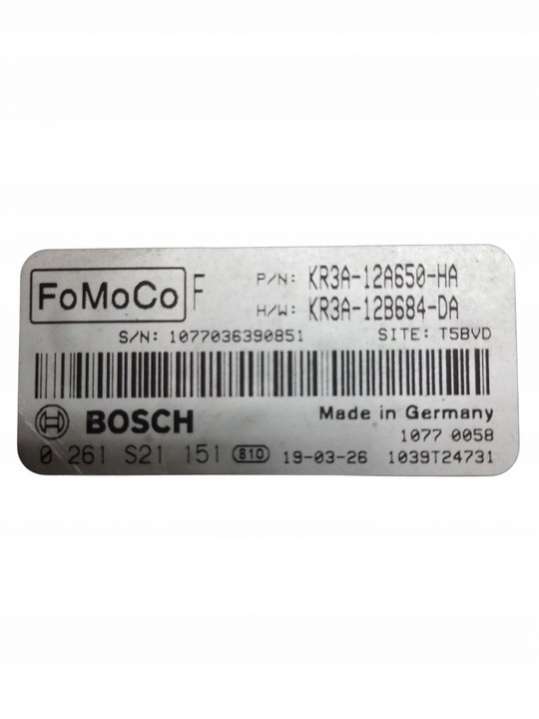 FoMoCo F P/N: KR3A-12A650-HA
H/W: KR3A-12B684-DA
S/N: 1077036390851 SITE: T5BVD
BOSCH Made in Germany
1077 0058
0 261 S21 151 B10 19-03-26 1039T24731